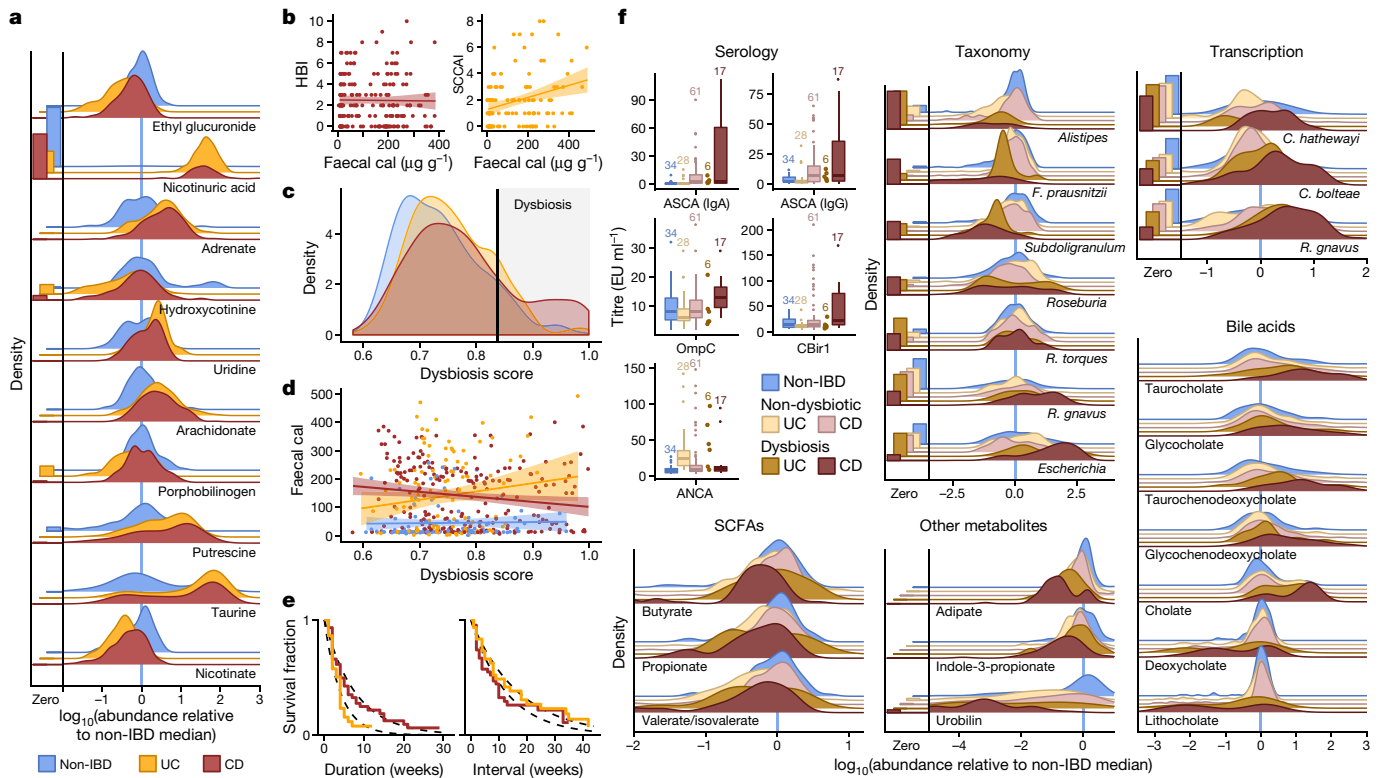 a
Density
Ethyl glucuronide
Nicotinuric acid
Adrenate
Hydroxycotinine
Uridine
Arachidonate
Porphobilinogen
Putrescine
Taurine
Nicotinate
Zero
−1
0
1
2
3
log10(abundance relative
to non-IBD median)
Non-IBD
UC
CD
b
HBI
10
8
6
4
2
0
0
200
400
Faecal cal (μg g−1)
SCCAI
8
6
4
2
0
0
200
400
Faecal cal (μg g−1)
c
Density
4
2
0
Dysbiosis
0.6
0.7
0.8
0.9
1.0
Dysbiosis score
d
Faecal cal
500
400
300
200
100
0
0.6
0.7
0.8
0.9
1.0
Dysbiosis score
e
Survival fraction
1
0
0
10
20
30
Duration (weeks)
1
0
0
10
20
30
40
Interval (weeks)
f
Serology
Titre (EU ml−1)
90
60
30
0
34
28
61
6
17
ASCA (IgA)
75
50
25
0
34
28
61
6
17
ASCA (IgG)
30
20
10
32
28
61
6
17
OmpC
200
150
100
50
0
34
28
61
6
17
CBir1
150
100
50
0
34
28
61
6
17
ANCA
Non-IBD
Non-dysbiotic
UC
CD
Dysbiosis
UC
CD
SCFAs
Density
Butyrate
Propionate
Valerate/isovalerate
−2
−1
0
1
Taxonomy
Density
Alistipes
F. prausnitzii
Subdoligranulum
Roseburia
R. torques
R. gnavus
Escherichia
Zero
−2.5
0.0
2.5
Other metabolites
Adipate
Indole-3-propionate
Urobilin
Zero
−4
−2
0
Transcription
C. hathewayi
C. bolteae
R. gnavus
Zero
−1
0
1
2
Bile acids
Taurocholate
Glycocholate
Taurochenodeoxycholate
Glycochenodeoxycholate
Cholate
Deoxycholate
Lithocholate
−3
−2
−1
0
1
2
3
log10(abundance relative to non-IBD median)